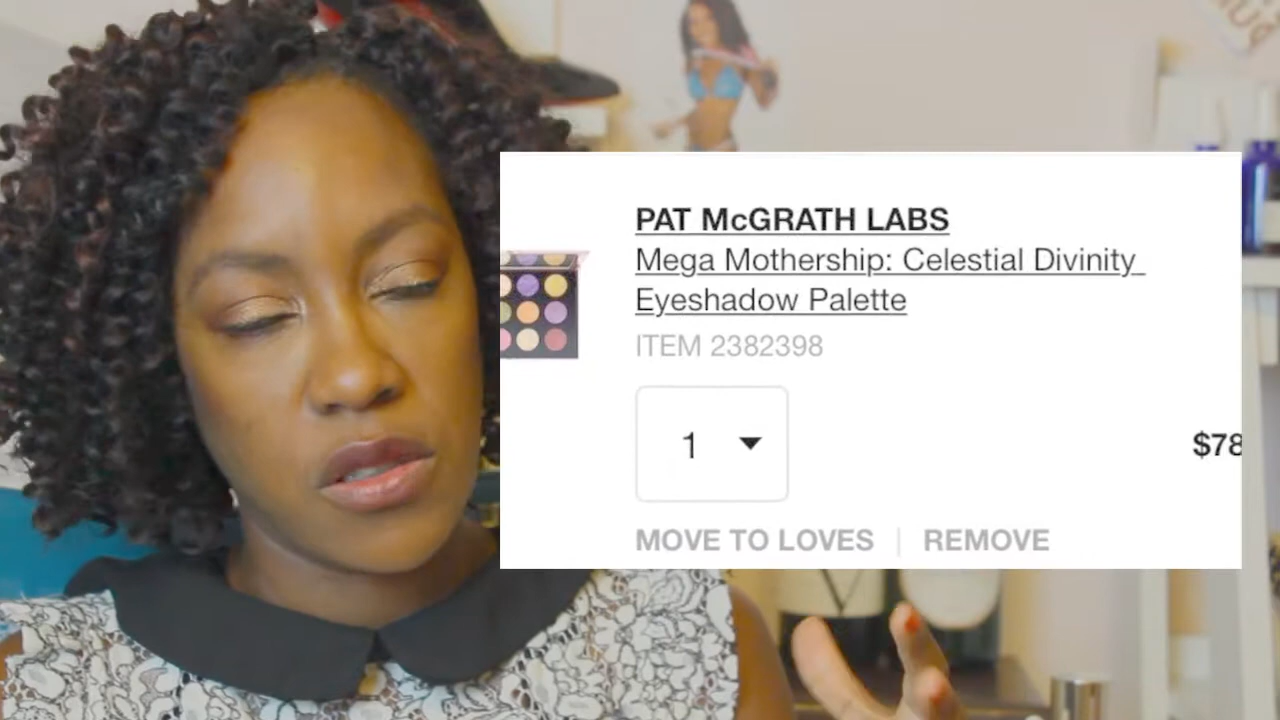 PAT McGRATH LABS
Mega Mothership: Celestial Divinity
Eyeshadow Palette
ITEM 2382398
1
$78
MOVE TO LOVES | REMOVE